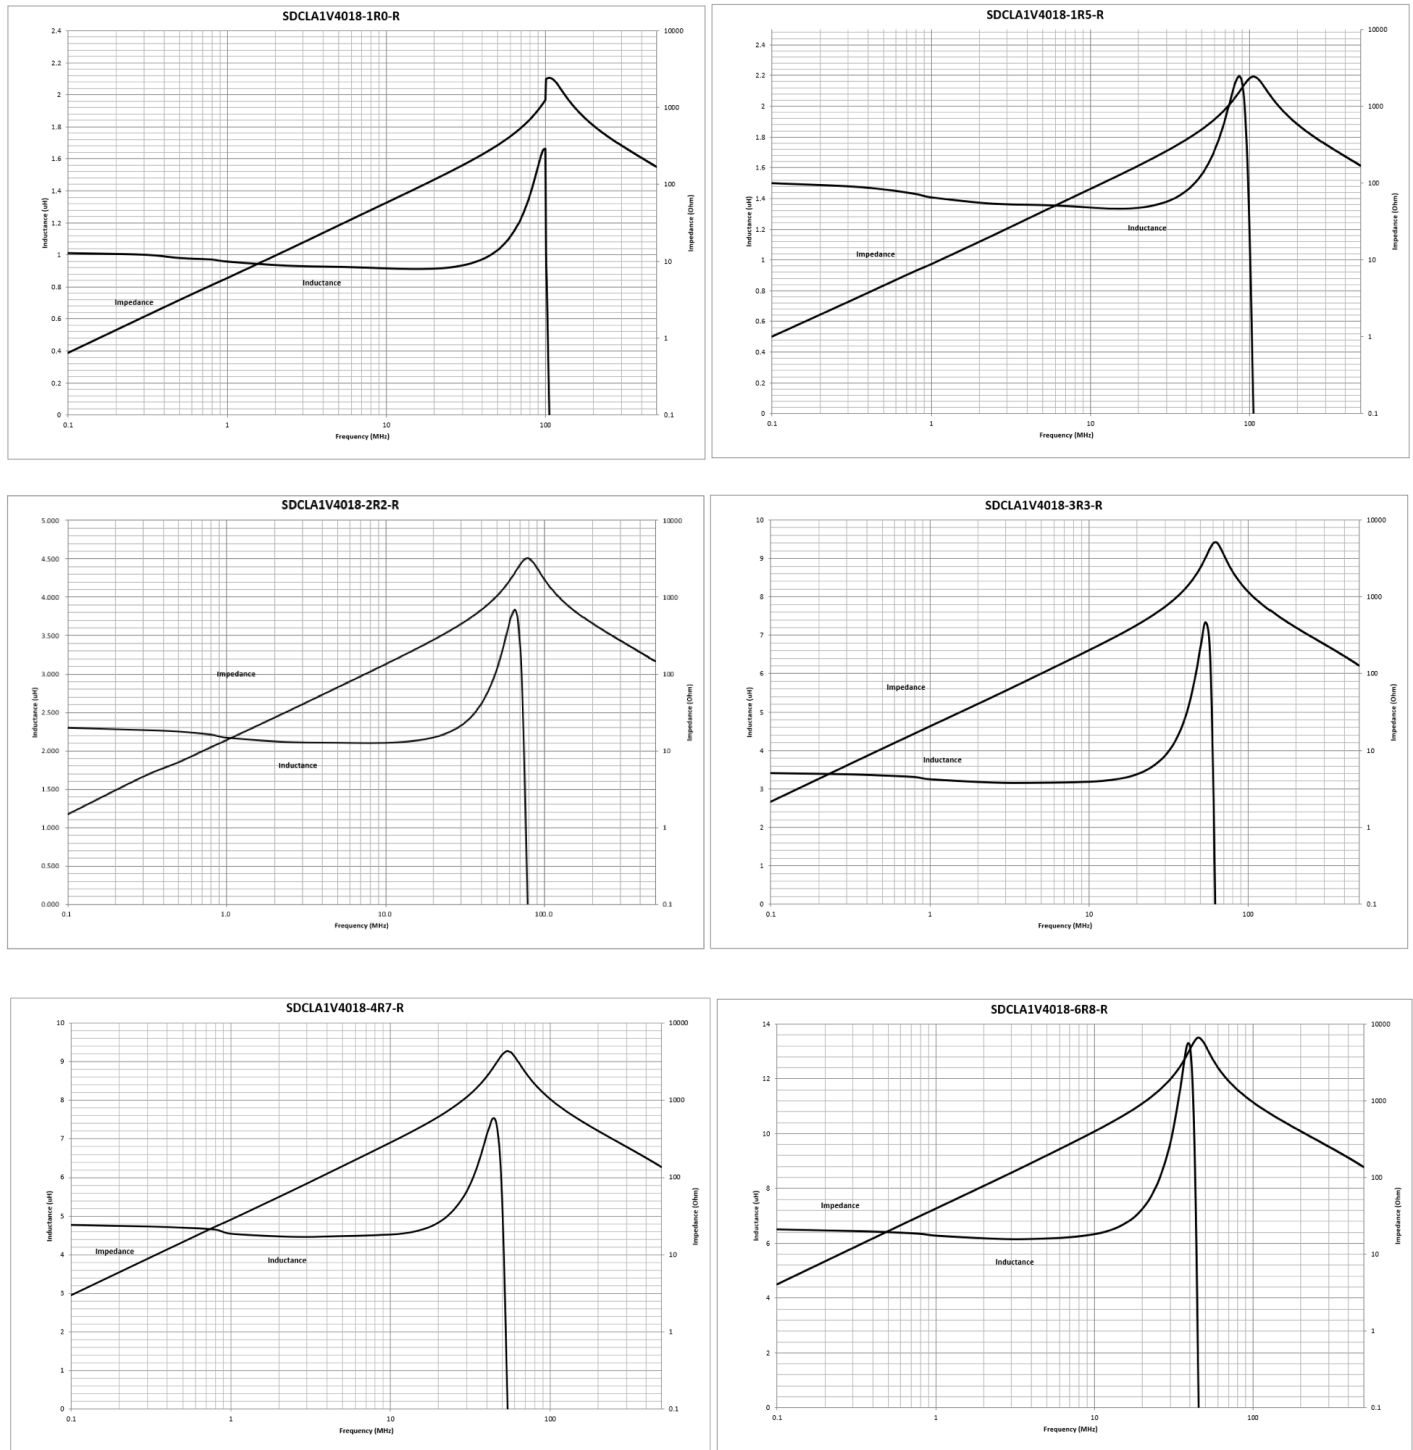 SDCLA1V4018-1R0-R
2.4
2.2
2
1.8
1.6
1.4
1.2
1
0.8
0.6
0.4
0.2
0
Inductance (uH)
10000
1000
100
10
1
0.1
Impedance (Ohm)
Impedance
Inductance
0.1 1 10 100
Frequency (MHz)
SDCLA1V4018-1R5-R
2.4
2.2
2
1.8
1.6
1.4
1.2
1
0.8
0.6
0.4
0.2
0
Inductance (uH)
10000
1000
100
10
1
0.1
Impedance (Ohm)
Inductance
Impedance
0.1 1 10 100
Frequency (MHz)
SDCLA1V4018-2R2-R
5.000
4.500
4.000
3.500
3.000
2.500
2.000
1.500
1.000
0.500
0.000
Inductance (uH)
10000
1000
100
10
1
0.1
Impedance (Ohm)
Impedance
Inductance
0.1 1.0 10.0 100.0
Frequency (MHz)
SDCLA1V4018-3R3-R
10
9
8
7
6
5
4
3
2
1
0
Inductance (uH)
10000
1000
100
10
1
0.1
Impedance (Ohm)
Impedance
Inductance
0.1 1 10 100
Frequency (MHz)
SDCLA1V4018-4R7-R
10
9
8
7
6
5
4
3
2
1
0
Inductance (uH)
10000
1000
100
10
1
0.1
Impedance (Ohm)
Impedance
Inductance
0.1 1 10 100
Frequency (MHz)
SDCLA1V4018-6R8-R
14
12
10
8
6
4
2
0
Inductance (uH)
10000
1000
100
10
1
0.1
Impedance (Ohm)
Impedance
Inductance
0.1 1 10 100
Frequency (MHz)